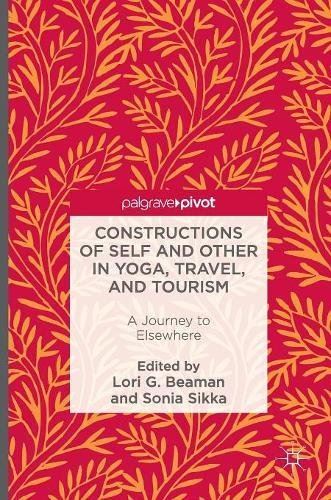 palgrave▸pivot
CONSTRUCTIONS
OF SELF AND OTHER
IN YOGA, TRAVEL,
AND TOURISM
A Journey to
Elsewhere
Edited by
Lori G. Beaman
and Sonia Sikka